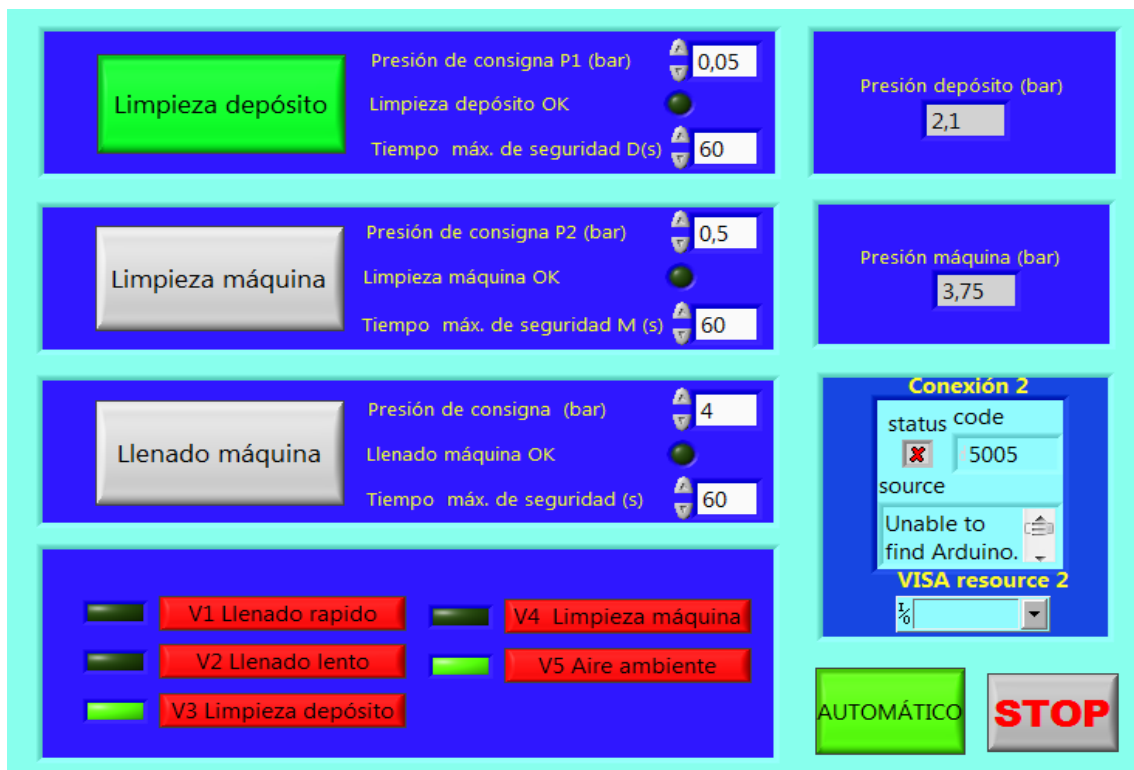 Limpieza depósito
Presión de consigna P1 (bar)
0,05
Limpieza depósito OK
Tiempo máx. de seguridad D(s)
60
Presión depósito (bar)
2,1
Limpieza máquina
Presión de consigna P2 (bar)
0,5
Limpieza máquina OK
Tiempo máx. de seguridad M (s)
60
Presión máquina (bar)
3,75
Llenado máquina
Presión de consigna (bar)
4
Llenado máquina OK
Tiempo máx. de seguridad (s)
60
Conexión 2
status
code
5005
source
Unable to
find Arduino.
VISA resource 2
I/O
V1 Llenado rapido
V2 Llenado lento
V3 Limpieza depósito
V4 Limpieza máquina
V5 Aire ambiente
AUTOMÁTICO
STOP